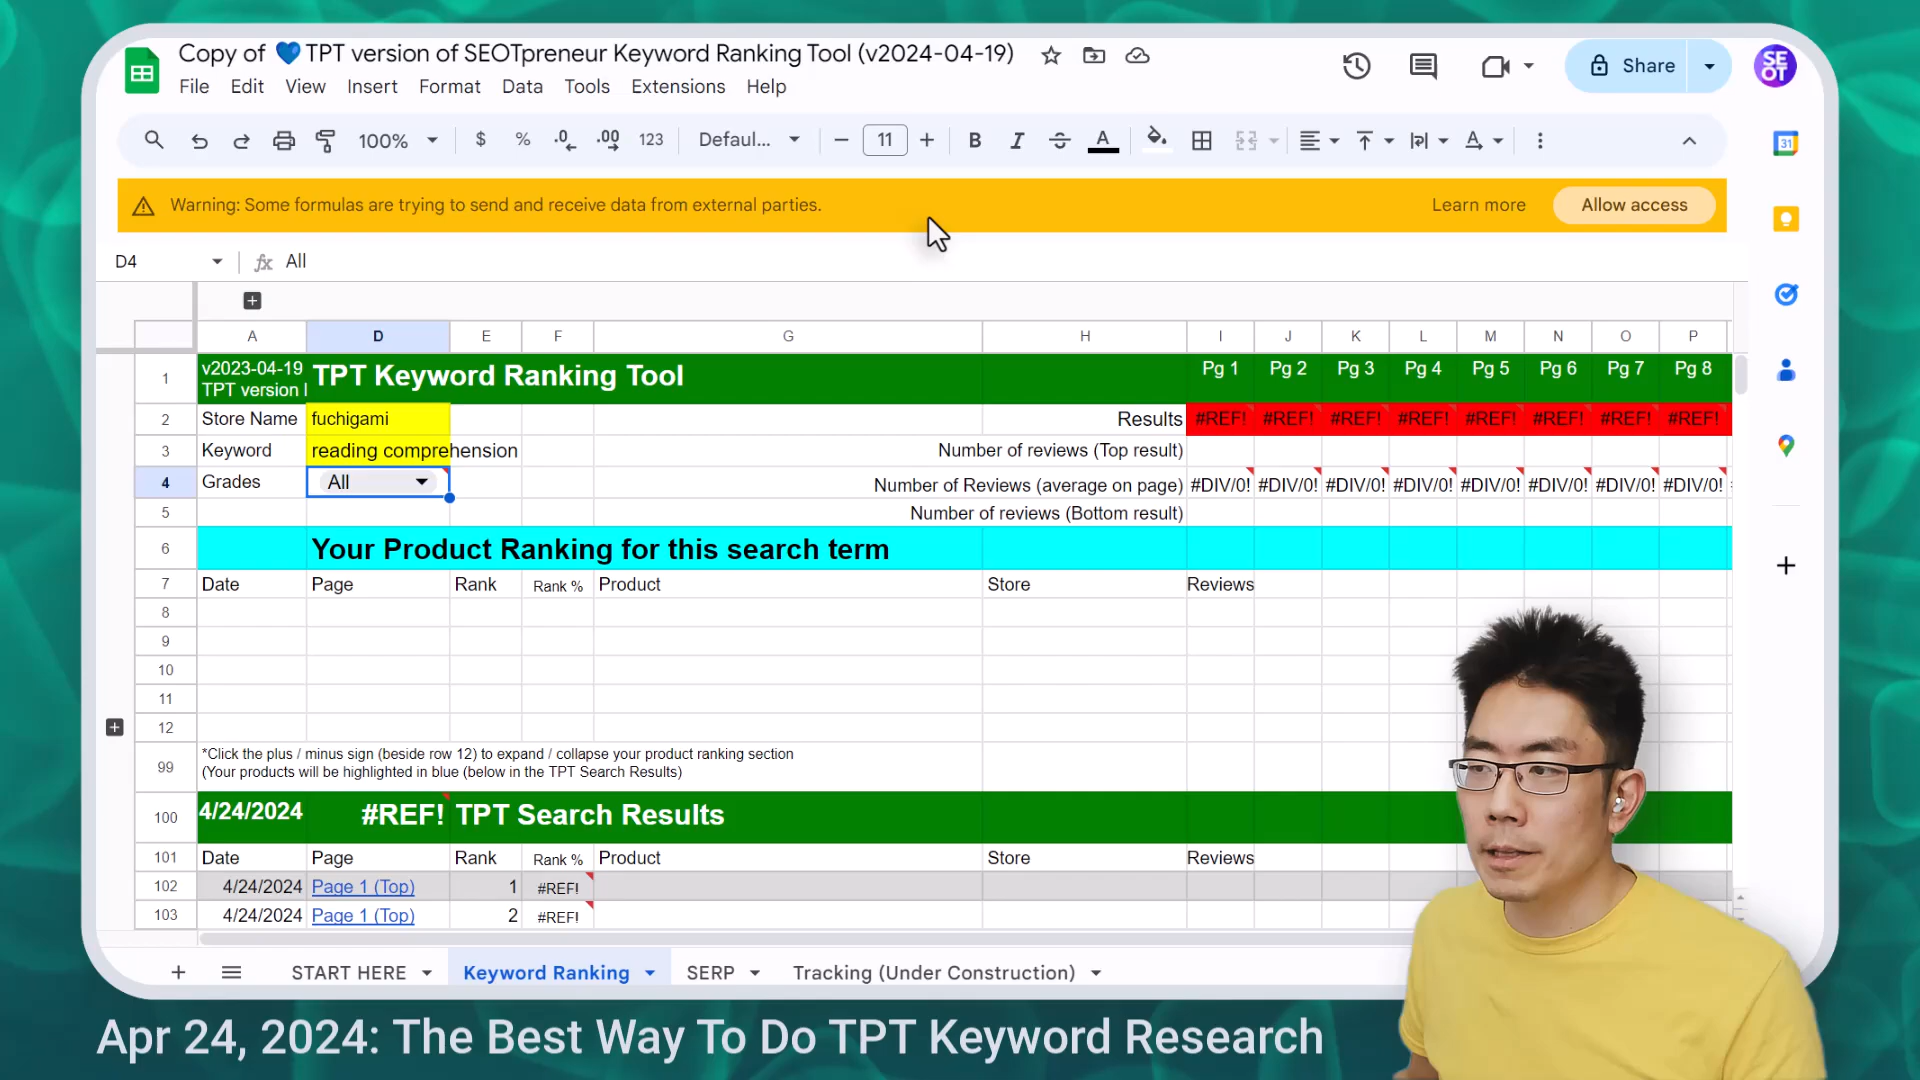 Copy of 💙 TPT version of SEOTpreneur Keyword Ranking Tool (v2024-04-19)
Share
SE
OT
File Edit View Insert Format Data Tools Extensions Help
100% $ % .0 .00 123 Defaul... − 11 + B I S A A
31
Warning: Some formulas are trying to send and receive data from external parties. Learn more Allow access
D4 fx All
A D E F G H I J K L M N O P
1 v2023-04-19 TPT Keyword Ranking Tool Pg 1 Pg 2 Pg 3 Pg 4 Pg 5 Pg 6 Pg 7 Pg 8
TPT version
2 Store Name fuchigami Results #REF! #REF! #REF! #REF! #REF! #REF! #REF! #REF!
3 Keyword reading comprehension Number of reviews (Top result)
4 Grades All Number of Reviews (average on page) #DIV/0! #DIV/0! #DIV/0! #DIV/0! #DIV/0! #DIV/0! #DIV/0! #DIV/0!
5 Number of reviews (Bottom result)
6 Your Product Ranking for this search term
7 Date Page Rank Rank % Product Store Reviews
8
9
10
11
12
99 *Click the plus / minus sign (beside row 12) to expand / collapse your product ranking section
(Your products will be highlighted in blue (below in the TPT Search Results)
100 4/24/2024 #REF! TPT Search Results
101 Date Page Rank Rank % Product Store Reviews
102 4/24/2024 Page 1 (Top) 1 #REF!
103 4/24/2024 Page 1 (Top) 2 #REF!
START HERE Keyword Ranking SERP Tracking (Under Construction)
Apr 24, 2024: The Best Way To Do TPT Keyword Research